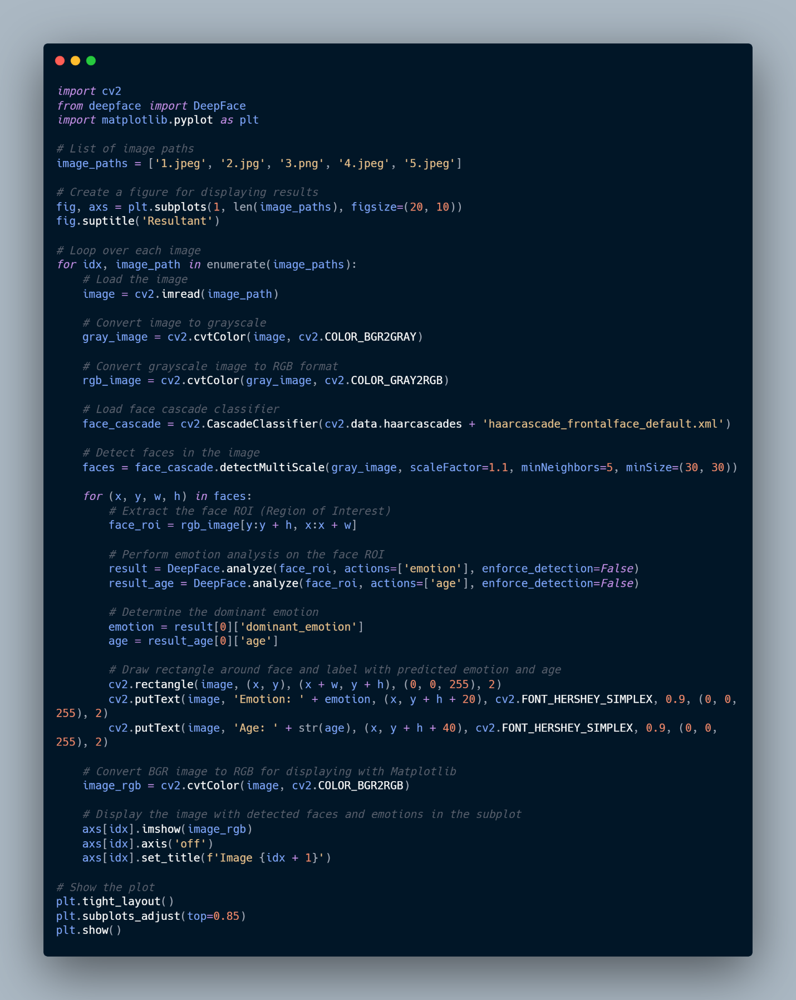 import cv2
from deepface import DeepFace
import matplotlib.pyplot as plt

# List of image paths
image_paths = ['1.jpeg', '2.jpg', '3.png', '4.jpeg', '5.jpeg']

# Create a figure for displaying results
fig, axs = plt.subplots(1, len(image_paths), figsize=(20, 10))
fig.suptitle('Resultant')

# Loop over each image
for idx, image_path in enumerate(image_paths):
    # Load the image
    image = cv2.imread(image_path)

    # Convert image to grayscale
    gray_image = cv2.cvtColor(image, cv2.COLOR_BGR2GRAY)

    # Convert grayscale image to RGB format
    rgb_image = cv2.cvtColor(gray_image, cv2.COLOR_GRAY2RGB)

    # Load face cascade classifier
    face_cascade = cv2.CascadeClassifier(cv2.data.haarcascades + 'haarcascade_frontalface_default.xml')

    # Detect faces in the image
    faces = face_cascade.detectMultiScale(gray_image, scaleFactor=1.1, minNeighbors=5, minSize=(30, 30))

    for (x, y, w, h) in faces:
        # Extract the face ROI (Region of Interest)
        face_roi = rgb_image[y:y + h, x:x + w]

        # Perform emotion analysis on the face ROI
        result = DeepFace.analyze(face_roi, actions=['emotion'], enforce_detection=False)
        result_age = DeepFace.analyze(face_roi, actions=['age'], enforce_detection=False)

        # Determine the dominant emotion
        emotion = result[0]['dominant_emotion']
        age = result_age[0]['age']

        # Draw rectangle around face and label with predicted emotion and age
        cv2.rectangle(image, (x, y), (x + w, y + h), (0, 0, 255), 2)
        cv2.putText(image, 'Emotion: ' + emotion, (x, y + h + 20), cv2.FONT_HERSHEY_SIMPLEX, 0.9, (0, 0,
255), 2)
        cv2.putText(image, 'Age: ' + str(age), (x, y + h + 40), cv2.FONT_HERSHEY_SIMPLEX, 0.9, (0, 0,
255), 2)

    # Convert BGR image to RGB for displaying with Matplotlib
    image_rgb = cv2.cvtColor(image, cv2.COLOR_BGR2RGB)

    # Display the image with detected faces and emotions in the subplot
    axs[idx].imshow(image_rgb)
    axs[idx].axis('off')
    axs[idx].set_title(f'Image {idx + 1}')

# Show the plot
plt.tight_layout()
plt.subplots_adjust(top=0.85)
plt.show()